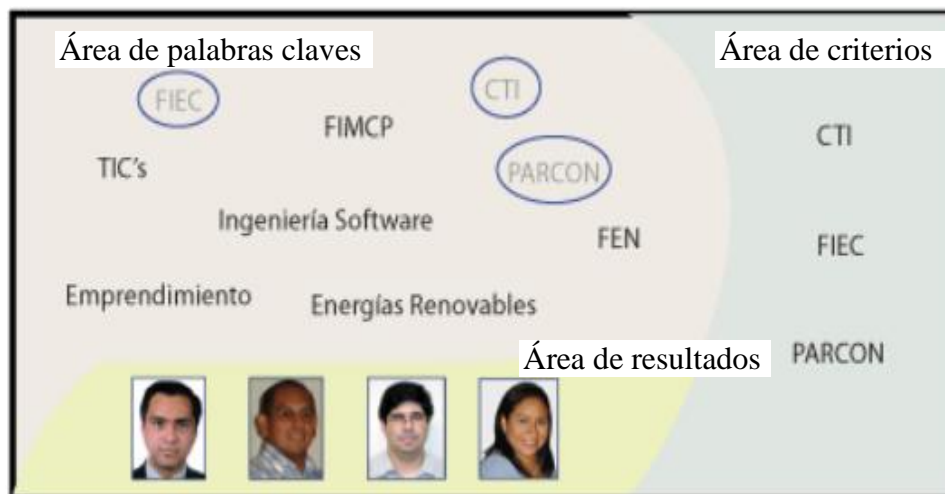 Área de palabras claves
Área de criterios
FIEC
CTI
FIMCP
CTI
TIC's
PARCON
Ingeniería Software
FEN
FIEC
Emprendimiento
Energías Renovables
Área de resultados
PARCON